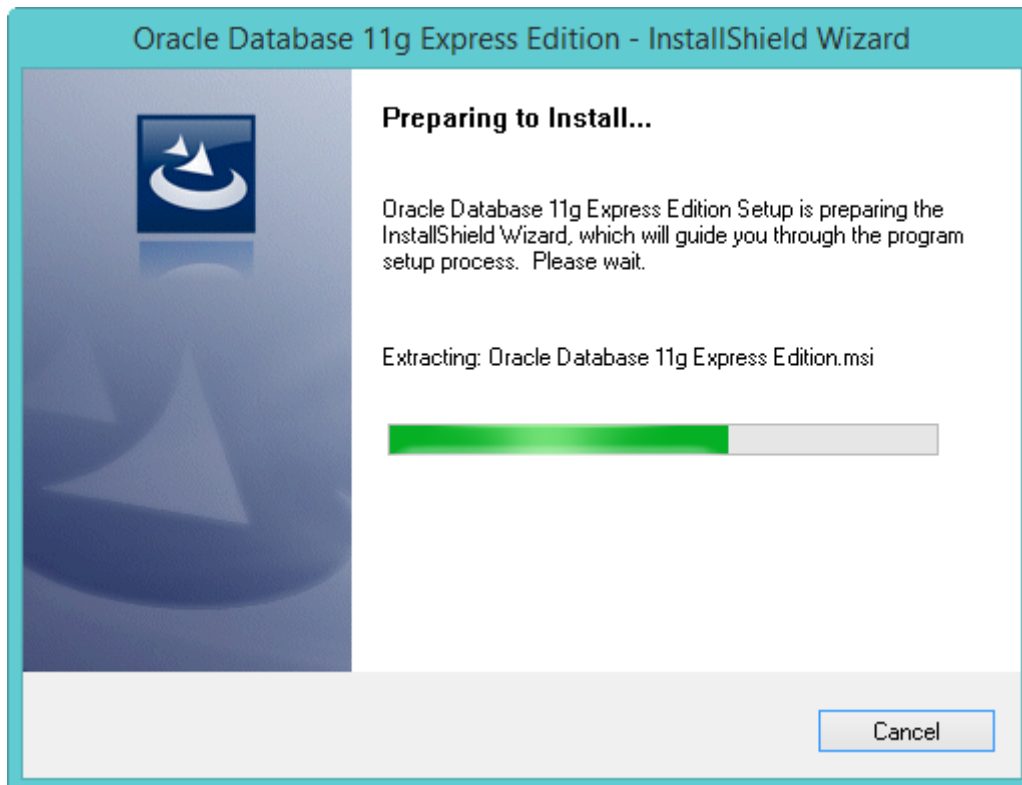 Oracle Database 11g Express Edition - InstallShield Wizard
Preparing to Install...
Oracle Database 11g Express Edition Setup is preparing the
InstallShield Wizard, which will guide you through the program
setup process.  Please wait.
Extracting: Oracle Database 11g Express Edition.msi
Cancel